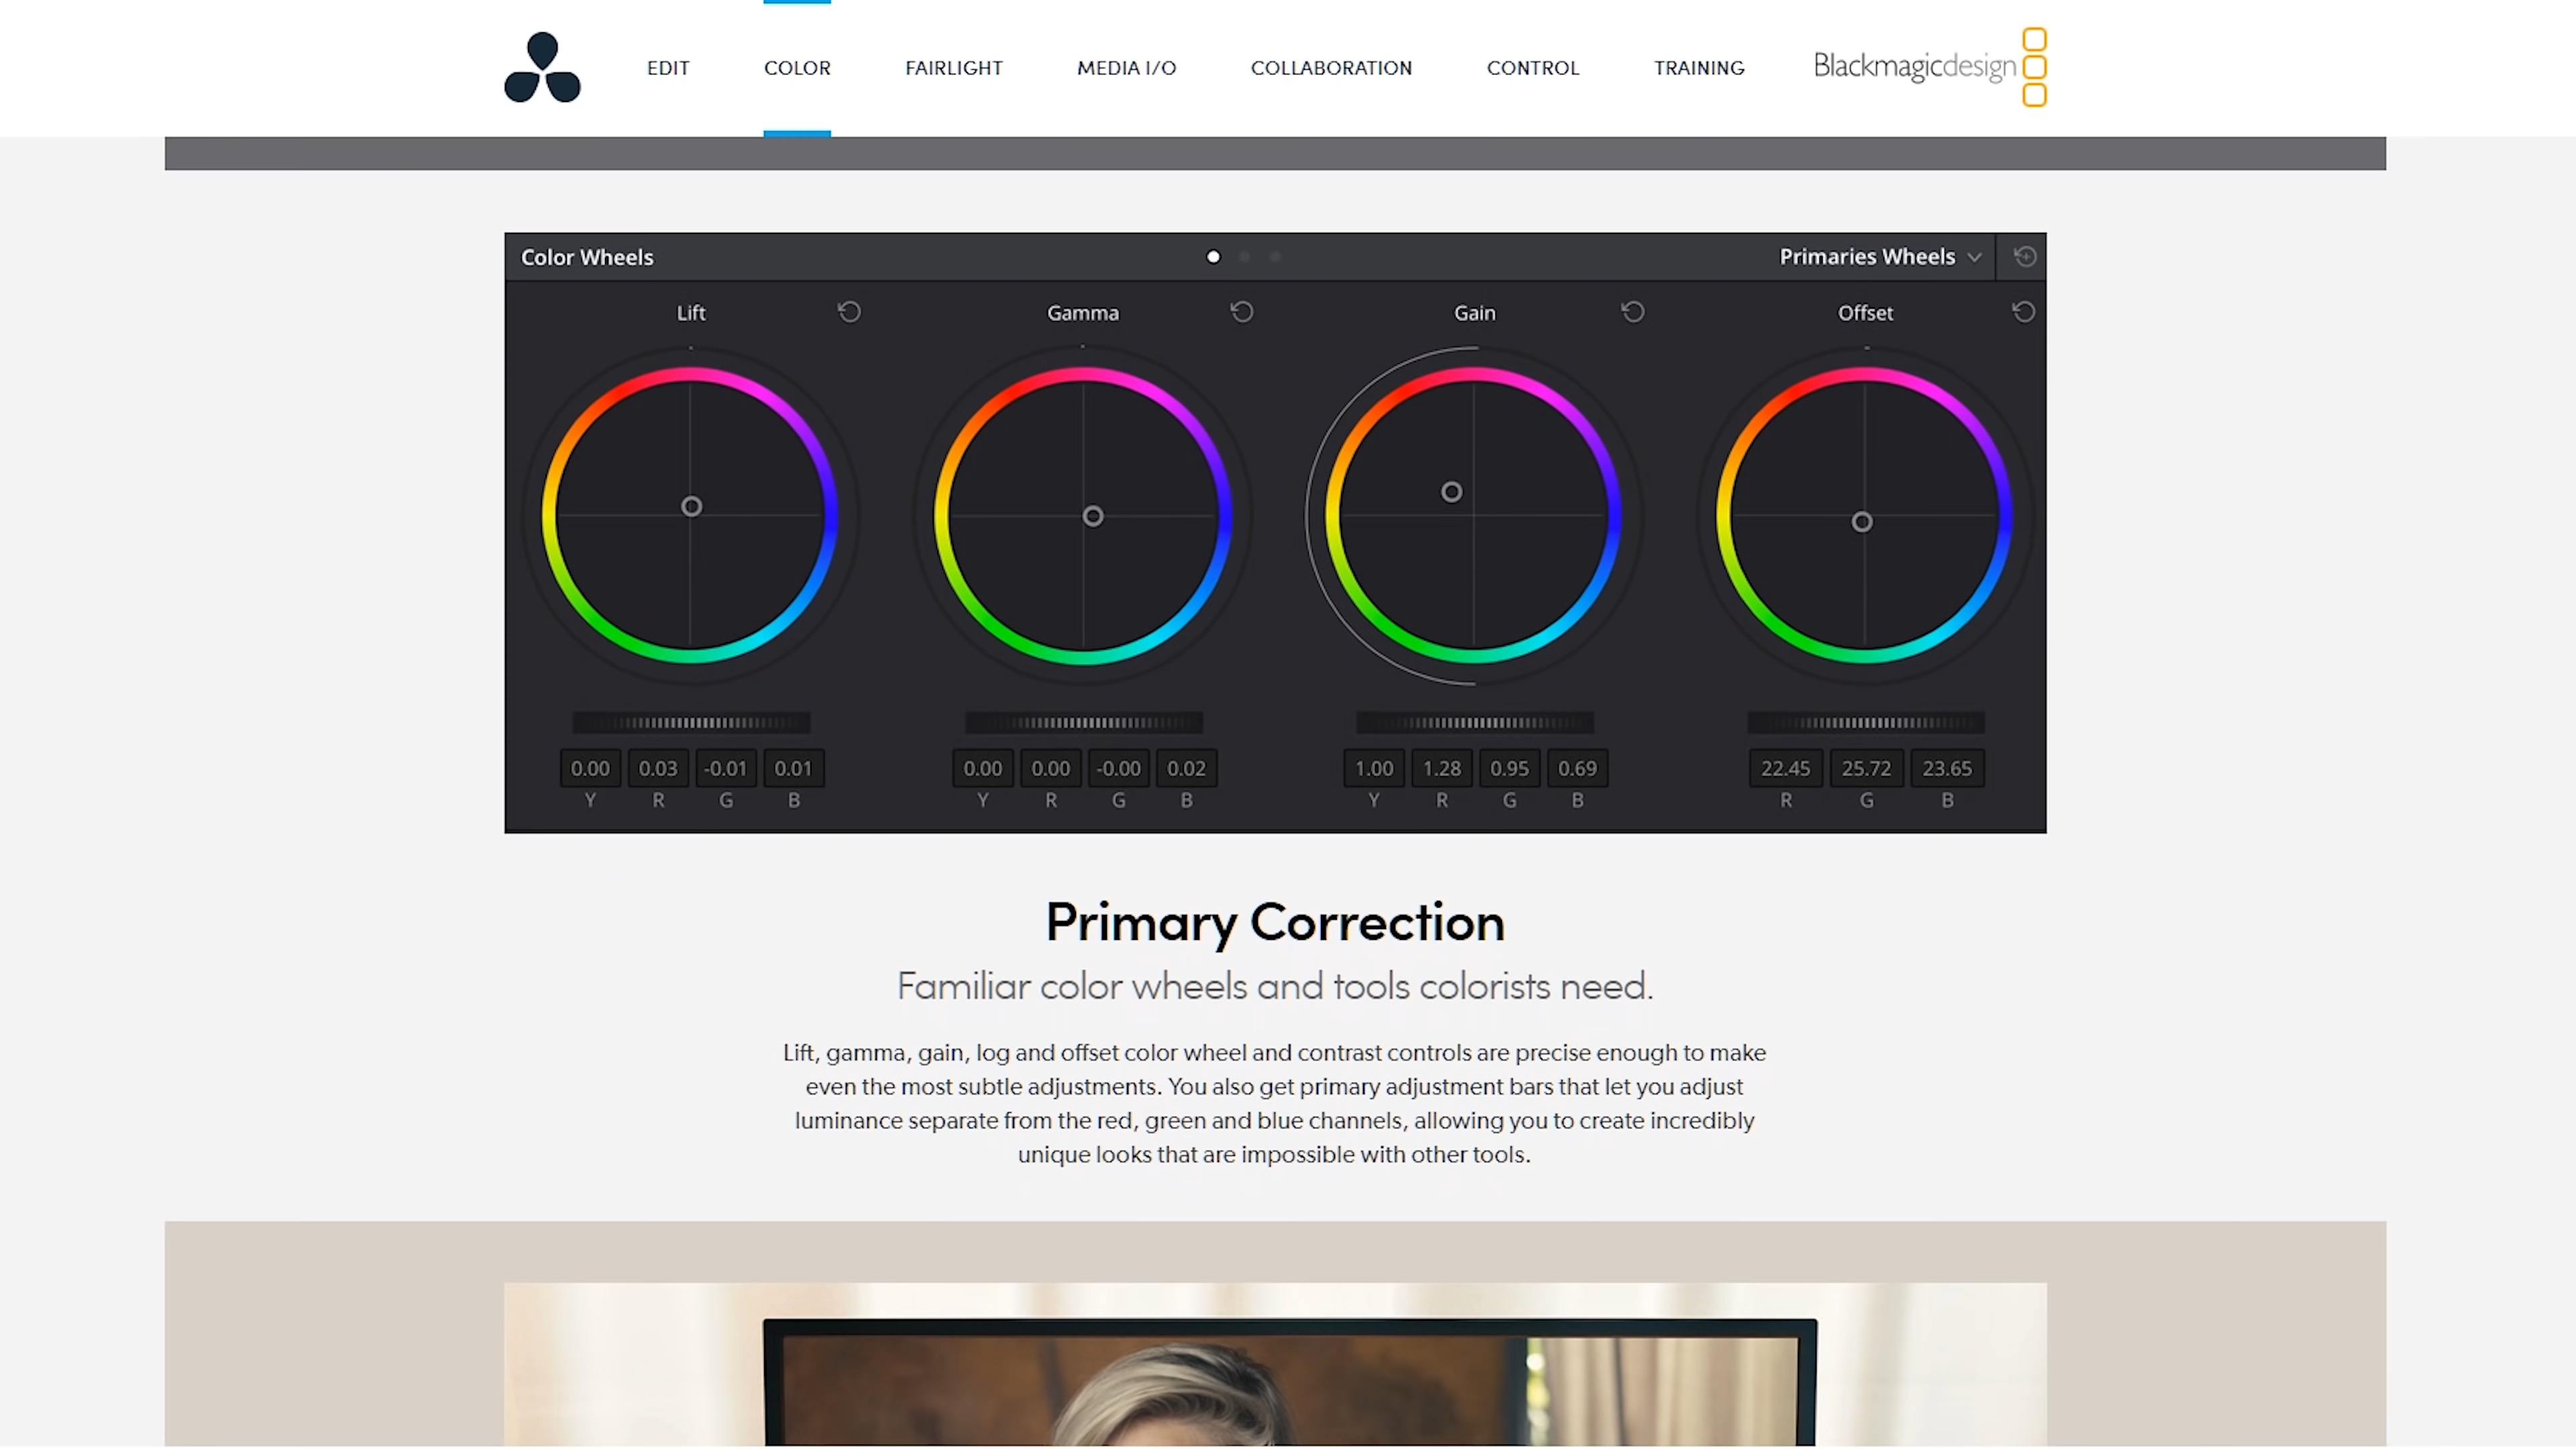 EDIT COLOR FAIRLIGHT MEDIA I/O COLLABORATION CONTROL TRAINING Blackmagicdesign
Color Wheels Primaries Wheels
Lift Gamma Gain Offset
0.00 0.03 -0.01 0.01 0.00 0.00 -0.00 0.02 1.00 1.28 0.95 0.69 22.45 25.72 23.65
Y R G B Y R G B Y R G B R G B
Primary Correction
Familiar color wheels and tools colorists need.
Lift, gamma, gain, log and offset color wheel and contrast controls are precise enough to make
even the most subtle adjustments. You also get primary adjustment bars that let you adjust
luminance separate from the red, green and blue channels, allowing you to create incredibly
unique looks that are impossible with other tools.